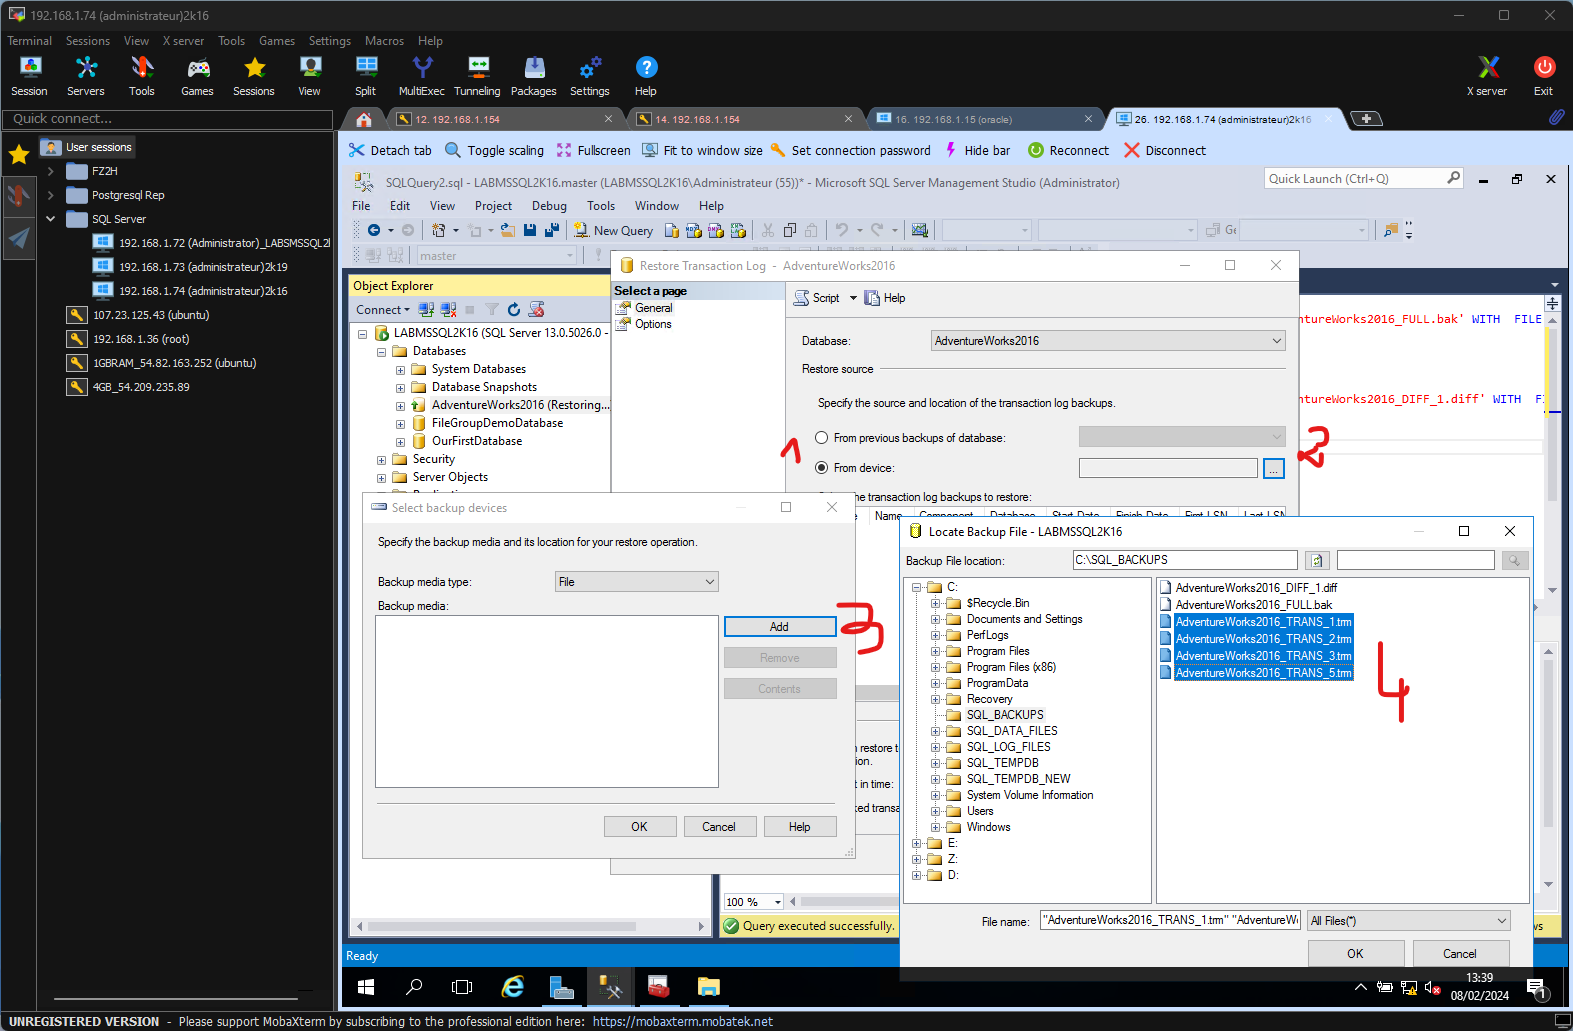 192.168.1.74 (administrateur)2k16
Terminal Sessions View X server Tools Games Settings Macros Help
Session Servers Tools Games Sessions View Split MultiExec Tunneling Packages Settings Help X server Exit
Quick connect...
12. 192.168.1.154
14. 192.168.1.154
16. 192.168.1.15 (oracle)
26. 192.168.1.74 (administrateur)2k16
Detach tab Toggle scaling Fullscreen Fit to window size Set connection password Hide bar Reconnect Disconnect
User sessions
FZ2H
Postgresql Rep
SQL Server
192.168.1.72 (Administrator)_LABSMSSQL2
192.168.1.73 (administrateur)2k19
192.168.1.74 (administrateur)2k16
107.23.125.43 (ubuntu)
192.168.1.36 (root)
1GBRAM_54.82.163.252 (ubuntu)
4GB_54.209.235.89
SQLQuery2.sql - LABMSSQL2K16.master (LABMSSQL2K16\Administrateur (55))* - Microsoft SQL Server Management Studio (Administrator)
Quick Launch (Ctrl+Q)
File Edit View Project Debug Tools Window Help
New Query
master
Object Explorer
Connect
LABMSSQL2K16 (SQL Server 13.0.5026.0 -
Databases
System Databases
Database Snapshots
AdventureWorks2016 (Restoring...
FileGroupDemoDatabase
OurFirstDatabase
Security
Server Objects
Restore Transaction Log - AdventureWorks2016
Select a page
General
Options
Script Help
Database: AdventureWorks2016
Restore source
Specify the source and location of the transaction log backups.
1
From previous backups of database:
From device: ...
2
the transaction log backups to restore:
Name Component Database Start Date Finish Date First LSN Last LSN
ntureWorks2016_FULL.bak' WITH FILE
ntureWorks2016_DIFF_1.diff' WITH F
Select backup devices
Specify the backup media and its location for your restore operation.
Backup media type: File
Backup media:
Add
3
Remove
Contents
OK Cancel Help
restore t
ion.
t in time:
ked transa
Locate Backup File - LABMSSQL2K16
Backup File location: C:\SQL_BACKUPS
C:
$Recycle.Bin
Documents and Settings
PerfLogs
Program Files
Program Files (x86)
ProgramData
Recovery
SQL_BACKUPS
SQL_DATA_FILES
SQL_LOG_FILES
SQL_TEMPDB
SQL_TEMPDB_NEW
System Volume Information
Users
Windows
E:
Z:
D:
AdventureWorks2016_DIFF_1.diff
AdventureWorks2016_FULL.bak
AdventureWorks2016_TRANS_1.trm
AdventureWorks2016_TRANS_2.trm
AdventureWorks2016_TRANS_3.trm
AdventureWorks2016_TRANS_5.trm
4
File name: "AdventureWorks2016_TRANS_1.trm" "AdventureW All Files(*)
OK Cancel
100 %
Query executed successfully.
ws
Ready
13:39
08/02/2024
1
UNREGISTERED VERSION - Please support MobaXterm by subscribing to the professional edition here: https://mobaxterm.mobatek.net